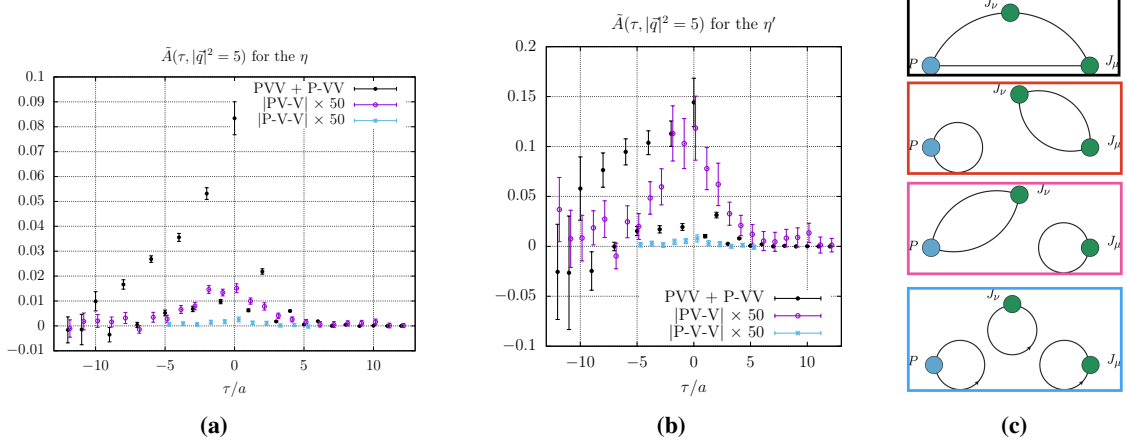 Ã(τ, |q⃗|² = 5) for the η
0.1
0.09
0.08
0.07
0.06
0.05
0.04
0.03
0.02
0.01
0
−0.01
PVV + P-VV
|PV-V| × 50
|P-V-V| × 50
−10
−5
0
5
10
τ/a
(a)
Ã(τ, |q⃗|² = 5) for the η′
0.2
0.15
0.1
0.05
0
−0.05
−0.1
PVV + P-VV
|PV-V| × 50
|P-V-V| × 50
−10
−5
0
5
10
τ/a
(b)
J_ν
P
J_μ
J_ν
P
J_μ
J_ν
P
J_μ
J_ν
P
J_μ
(c)